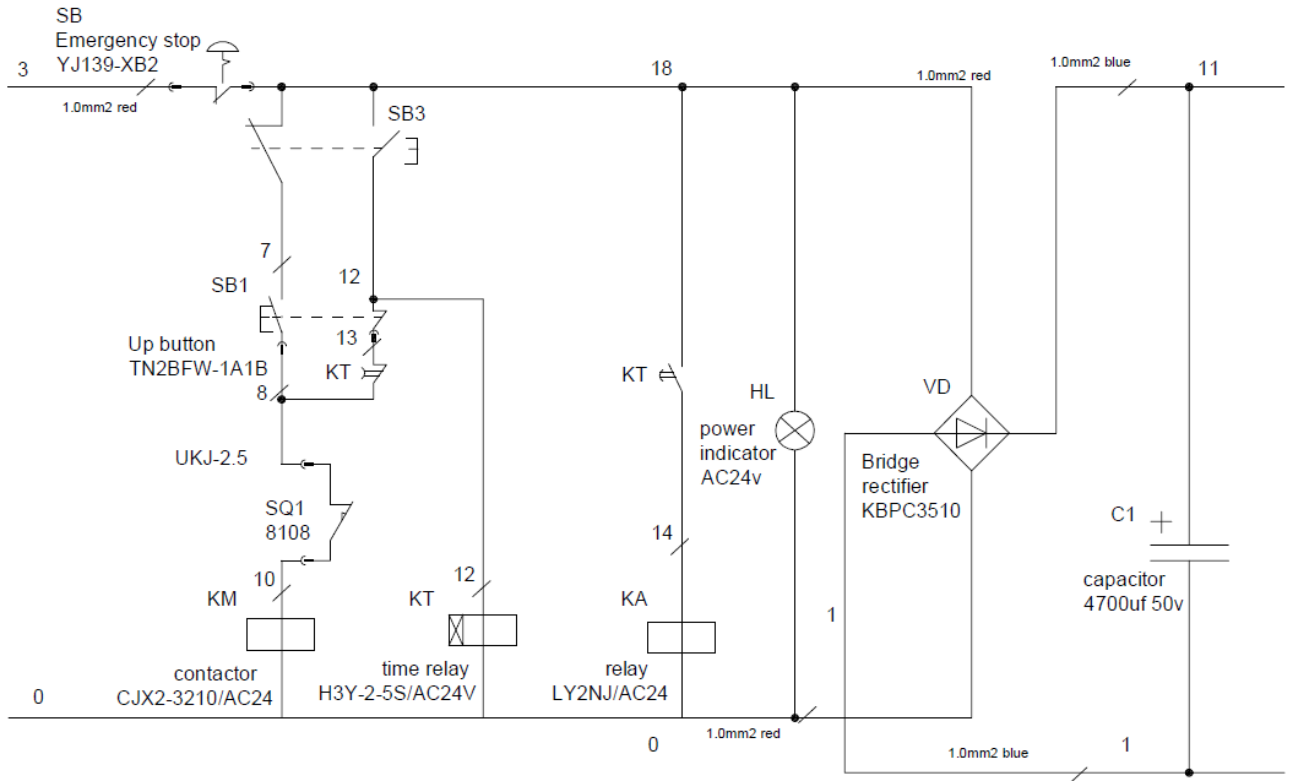 SB
Emergency stop
YJ139-XB2
3
1.0mm2 red
18
1.0mm2 red
1.0mm2 blue
11
SB3
7
SB1
12
Up button
TN2BFW-1A1B
13
KT
8
KT
HL
power
indicator
AC24v
VD
Bridge
rectifier
KBPC3510
UKJ-2.5
SQ1
8108
C1
+
capacitor
4700uf 50v
14
10
12
KM
KT
KA
1
contactor
CJX2-3210/AC24
time relay
H3Y-2-5S/AC24V
relay
LY2NJ/AC24
0
0
1.0mm2 red
1.0mm2 blue
1